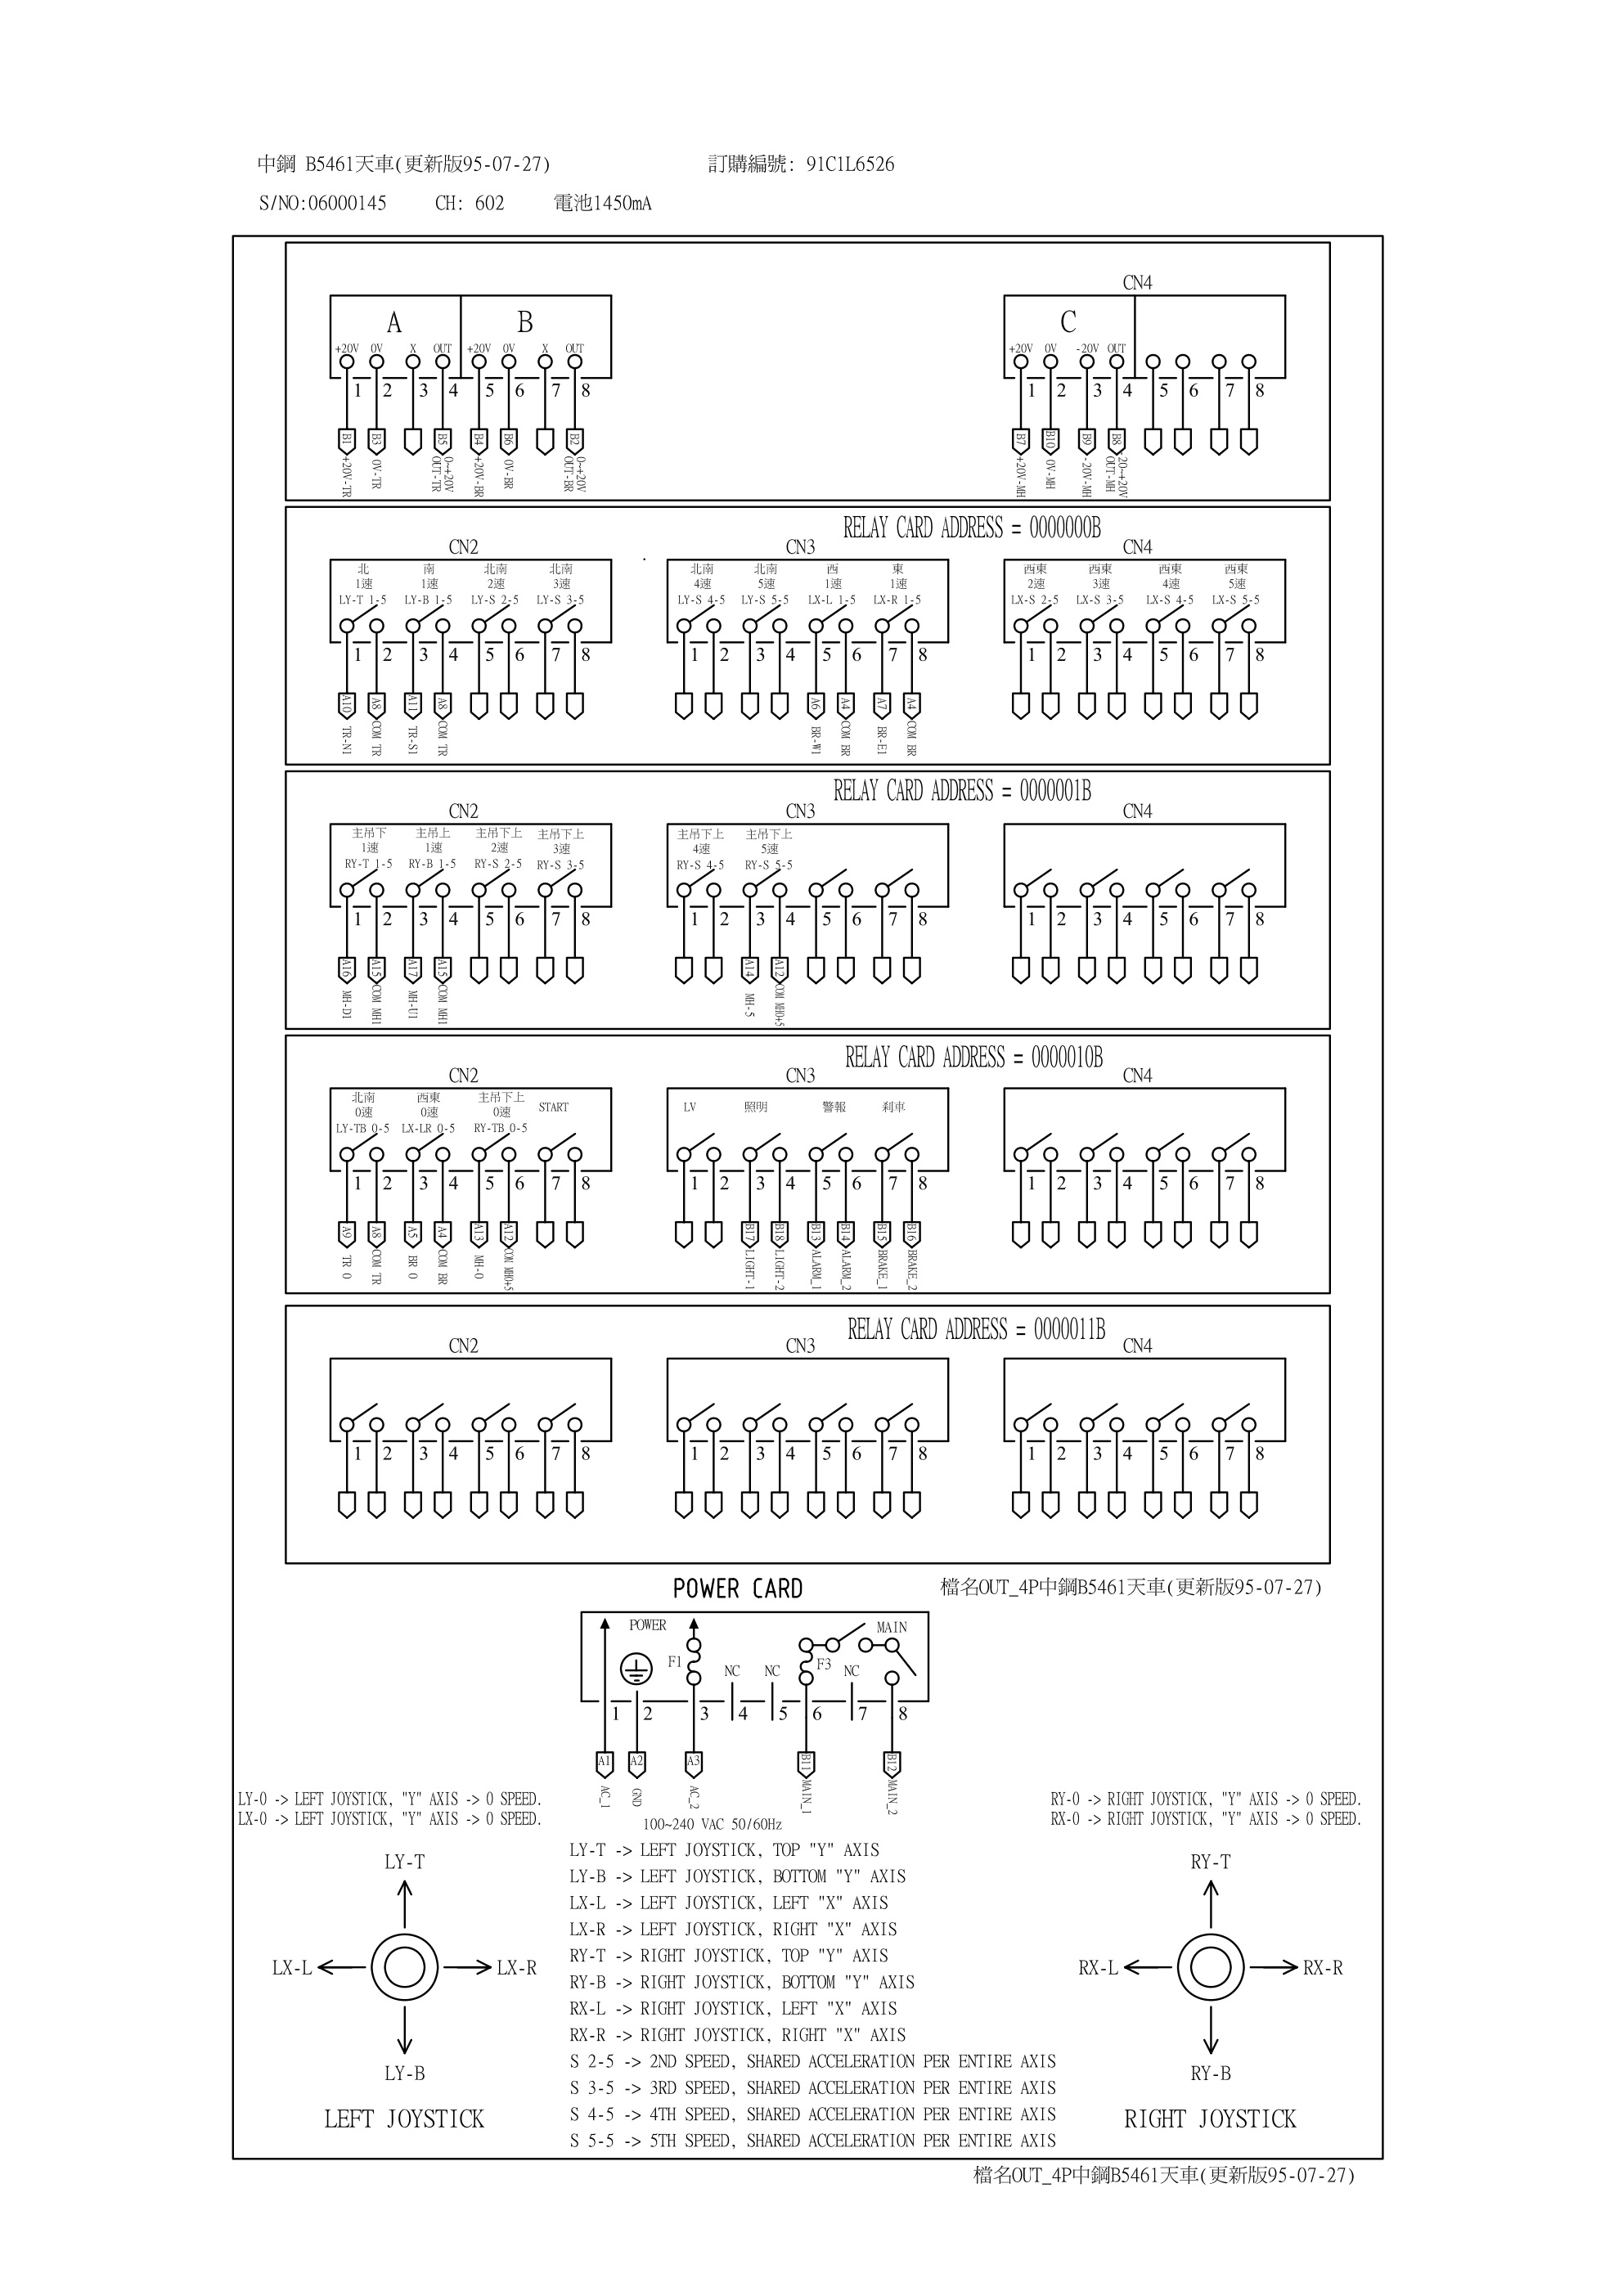 中鋼 B5461天車(更新版95-07-27)
訂購編號: 91C1L6526
S/NO:06000145 CH: 602 電池1450mA
CN4
A B C
+20V 0V X OUT +20V 0V X OUT
+20V 0V -20V OUT
1 2 3 4 5 6 7 8
1 2 3 4 5 6 7 8
B1 B3 B5 B4 B6 B2
B7 B10 B9 B8
+20V-TR 0V-TR 0~+20V OUT-TR +20V-BR 0V-BR 0~+20V OUT-BR
+20V-MH 0V-MH -20V-MH -20~+20V OUT-MH
RELAY CARD ADDRESS = 0000000B
CN2 CN3 CN4
北 南 北南 北南
1速 1速 2速 3速
LY-T 1-5 LY-B 1-5 LY-S 2-5 LY-S 3-5
北南 北南 西 東
4速 5速 1速 1速
LY-S 4-5 LY-S 5-5 LX-L 1-5 LX-R 1-5
西東 西東 西東 西東
2速 3速 4速 5速
LX-S 2-5 LX-S 3-5 LX-S 4-5 LX-S 5-5
1 2 3 4 5 6 7 8
1 2 3 4 5 6 7 8
1 2 3 4 5 6 7 8
A10 A8 A11 A8
A6 A4 A7 A4
TR-N1 COM TR TR-S1 COM TR
BR-W1 COM BR BR-E1 COM BR
RELAY CARD ADDRESS = 0000001B
CN2 CN3 CN4
主吊下 主吊上 主吊下上 主吊下上
1速 1速 2速 3速
RY-T 1-5 RY-B 1-5 RY-S 2-5 RY-S 3-5
主吊下上 主吊下上
4速 5速
RY-S 4-5 RY-S 5-5
1 2 3 4 5 6 7 8
1 2 3 4 5 6 7 8
1 2 3 4 5 6 7 8
A16 A15 A17 A15
A14 A12
MH-D1 COM MH1 MH-U1 COM MH1
MH-5 COM MH0+5
RELAY CARD ADDRESS = 0000010B
CN2 CN3 CN4
北南 西東 主吊下上 START
0速 0速 0速
LY-TB 0-5 LX-LR 0-5 RY-TB 0-5
LV 照明 警報 剎車
1 2 3 4 5 6 7 8
1 2 3 4 5 6 7 8
1 2 3 4 5 6 7 8
A9 A8 A5 A4 A13 A12
B17 B18 B13 B14 B15 B16
TR 0 COM TR BR 0 COM BR MH-0 COM MH0+5
LIGHT-1 LIGHT-2 ALARM_1 ALARM_2 BRAKE_1 BRAKE_2
RELAY CARD ADDRESS = 0000011B
CN2 CN3 CN4
1 2 3 4 5 6 7 8
1 2 3 4 5 6 7 8
1 2 3 4 5 6 7 8
POWER CARD
檔名OUT_4P中鋼B5461天車(更新版95-07-27)
POWER MAIN
F1 NC NC F3 NC
1 2 3 4 5 6 7 8
A1 A2 A3 B11 B12
AC_1 GND AC_2 MAIN_1 MAIN_2
100~240 VAC 50/60Hz
LY-0 -> LEFT JOYSTICK, "Y" AXIS -> 0 SPEED.
LX-0 -> LEFT JOYSTICK, "Y" AXIS -> 0 SPEED.
RY-0 -> RIGHT JOYSTICK, "Y" AXIS -> 0 SPEED.
RX-0 -> RIGHT JOYSTICK, "Y" AXIS -> 0 SPEED.
LY-T
LX-L LX-R
LY-B
LEFT JOYSTICK
LY-T -> LEFT JOYSTICK, TOP "Y" AXIS
LY-B -> LEFT JOYSTICK, BOTTOM "Y" AXIS
LX-L -> LEFT JOYSTICK, LEFT "X" AXIS
LX-R -> LEFT JOYSTICK, RIGHT "X" AXIS
RY-T -> RIGHT JOYSTICK, TOP "Y" AXIS
RY-B -> RIGHT JOYSTICK, BOTTOM "Y" AXIS
RX-L -> RIGHT JOYSTICK, LEFT "X" AXIS
RX-R -> RIGHT JOYSTICK, RIGHT "X" AXIS
S 2-5 -> 2ND SPEED, SHARED ACCELERATION PER ENTIRE AXIS
S 3-5 -> 3RD SPEED, SHARED ACCELERATION PER ENTIRE AXIS
S 4-5 -> 4TH SPEED, SHARED ACCELERATION PER ENTIRE AXIS
S 5-5 -> 5TH SPEED, SHARED ACCELERATION PER ENTIRE AXIS
RY-T
RX-L RX-R
RY-B
RIGHT JOYSTICK
檔名OUT_4P中鋼B5461天車(更新版95-07-27)